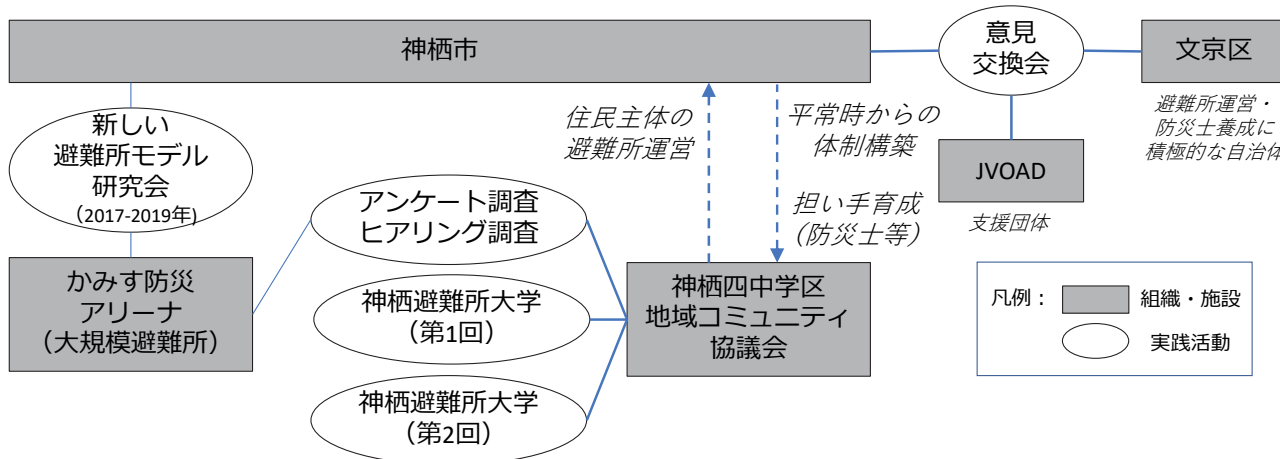 神栖市
意見
交換会
文京区
避難所運営・
防災士養成に
積極的な自治体
JVOAD
支援団体
新しい
避難所モデル
研究会
（2017-2019年)
住民主体の
避難所運営
平常時からの
体制構築
担い手育成
（防災士等）
アンケート調査
ヒアリング調査
かみす防災
アリーナ
（大規模避難所）
神栖避難所大学
（第1回）
神栖避難所大学
（第2回）
神栖四中学区
地域コミュニティ
協議会
凡例：
組織・施設
実践活動